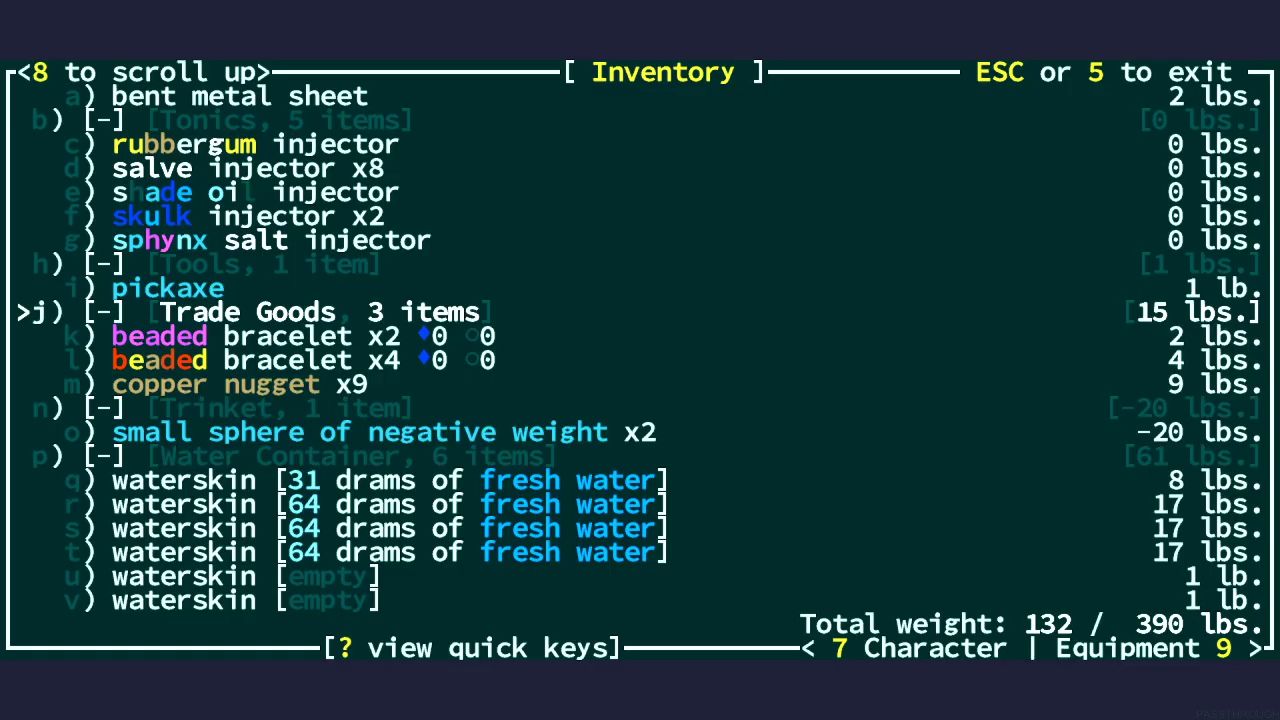 <8 to scroll up> [ Inventory ] ESC or 5 to exit
a) bent metal sheet 2 lbs.
b) [-] [Tonics, 5 items] [0 lbs.]
c) rubbergum injector 0 lbs.
d) salve injector x8 0 lbs.
e) shade oil injector 0 lbs.
f) skulk injector x2 0 lbs.
g) sphynx salt injector 0 lbs.
h) [-] [Tools, 1 item] [1 lbs.]
i) pickaxe 1 lb.
>j) [-] [Trade Goods, 3 items] [15 lbs.]
k) beaded bracelet x2 ♦0 ○0 2 lbs.
l) beaded bracelet x4 ♦0 ○0 4 lbs.
m) copper nugget x9 9 lbs.
n) [-] [Trinket, 1 item] [-20 lbs.]
o) small sphere of negative weight x2 -20 lbs.
p) [-] [Water Container, 6 items] [61 lbs.]
q) waterskin [31 drams of fresh water] 8 lbs.
r) waterskin [64 drams of fresh water] 17 lbs.
s) waterskin [64 drams of fresh water] 17 lbs.
t) waterskin [64 drams of fresh water] 17 lbs.
u) waterskin [empty] 1 lb.
v) waterskin [empty] 1 lb.
Total weight: 132 / 390 lbs.
[? view quick keys] < 7 Character | Equipment 9 >